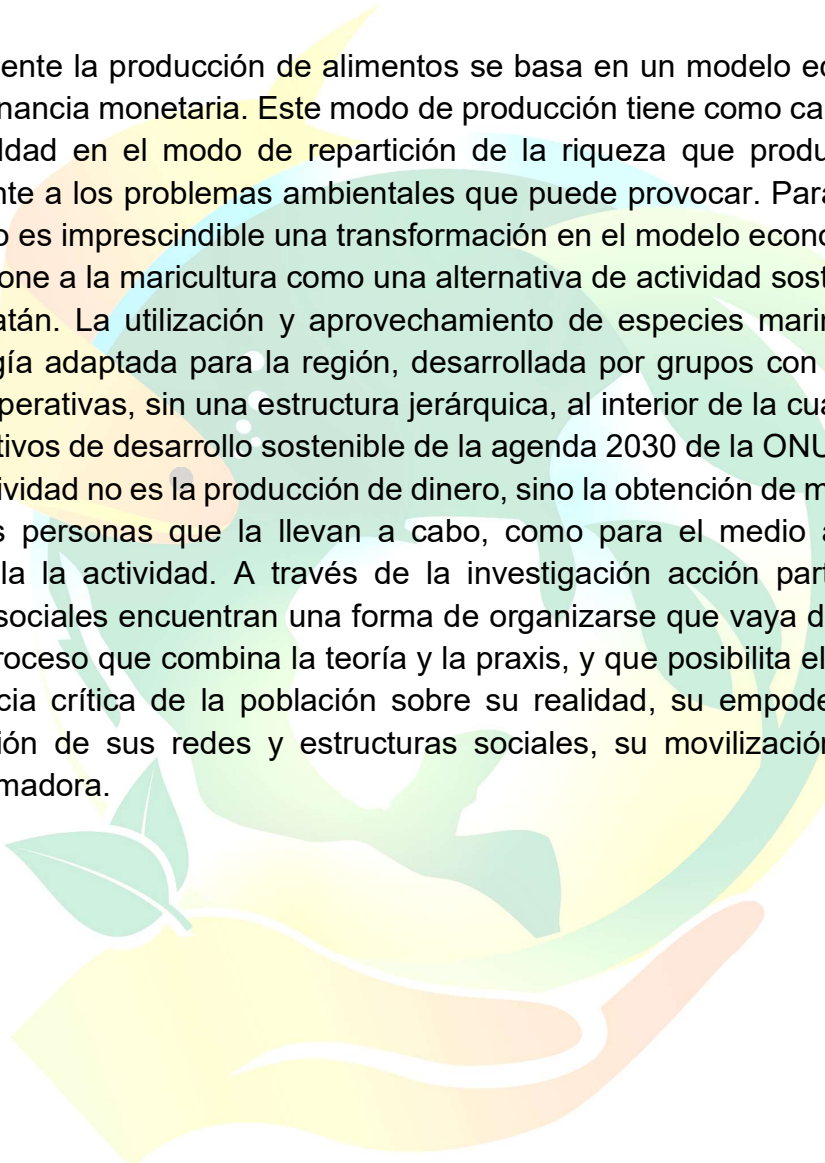 ente la producción de alimentos se basa en un modelo ec
nancia monetaria. Este modo de producción tiene como ca
ldad en el modo de repartición de la riqueza que produ
nte a los problemas ambientales que puede provocar. Para
o es imprescindible una transformación en el modelo econo
one a la maricultura como una alternativa de actividad sost
atán. La utilización y aprovechamiento de especies marin
gía adaptada para la región, desarrollada por grupos con
perativas, sin una estructura jerárquica, al interior de la cua
tivos de desarrollo sostenible de la agenda 2030 de la ONU
ividad no es la producción de dinero, sino la obtención de m
s personas que la llevan a cabo, como para el medio a
la la actividad. A través de la investigación acción part
sociales encuentran una forma de organizarse que vaya d
roceso que combina la teoría y la praxis, y que posibilita el
cia crítica de la población sobre su realidad, su empode
ión de sus redes y estructuras sociales, su movilización
madora.